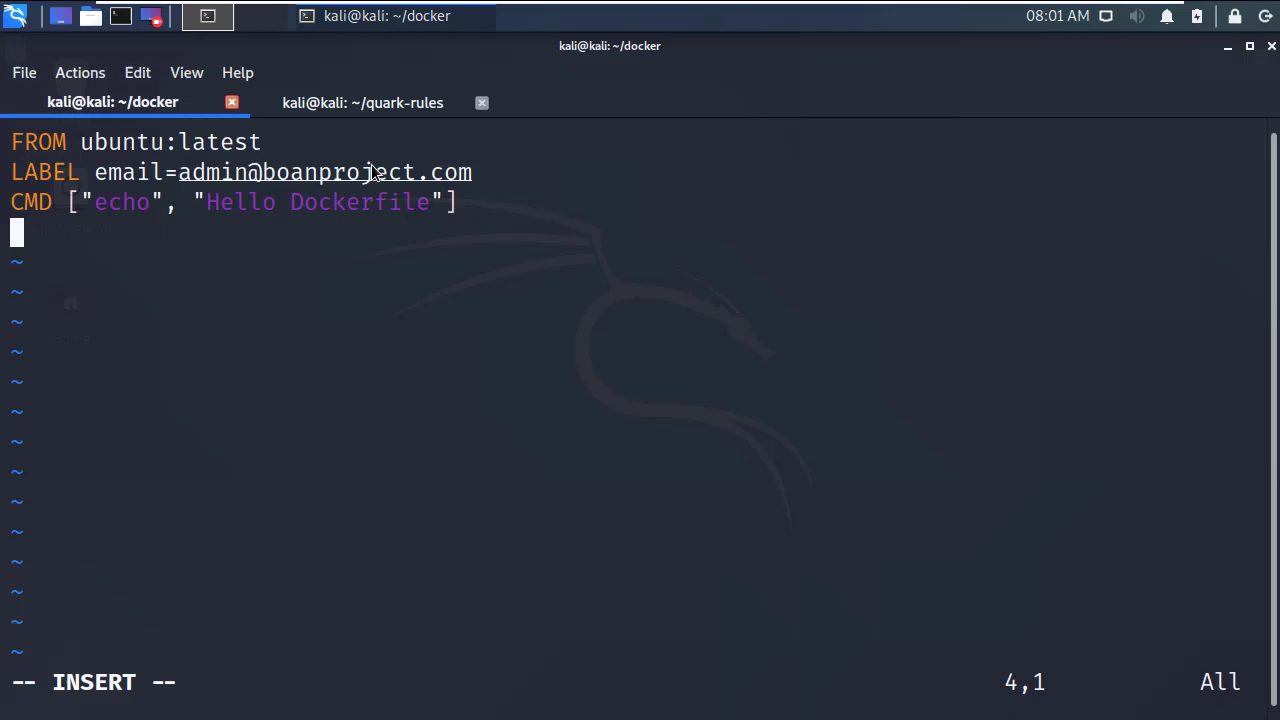 kali@kali: ~/docker
08:01 AM
kali@kali: ~/docker
File Actions Edit View Help
kali@kali: ~/docker kali@kali: ~/quark-rules
FROM ubuntu:latest
LABEL email=admin@boanproject.com
CMD ["echo", "Hello Dockerfile"]
~
~
~
~
~
~
~
~
~
~
~
~
~
~
-- INSERT -- 4,1 All